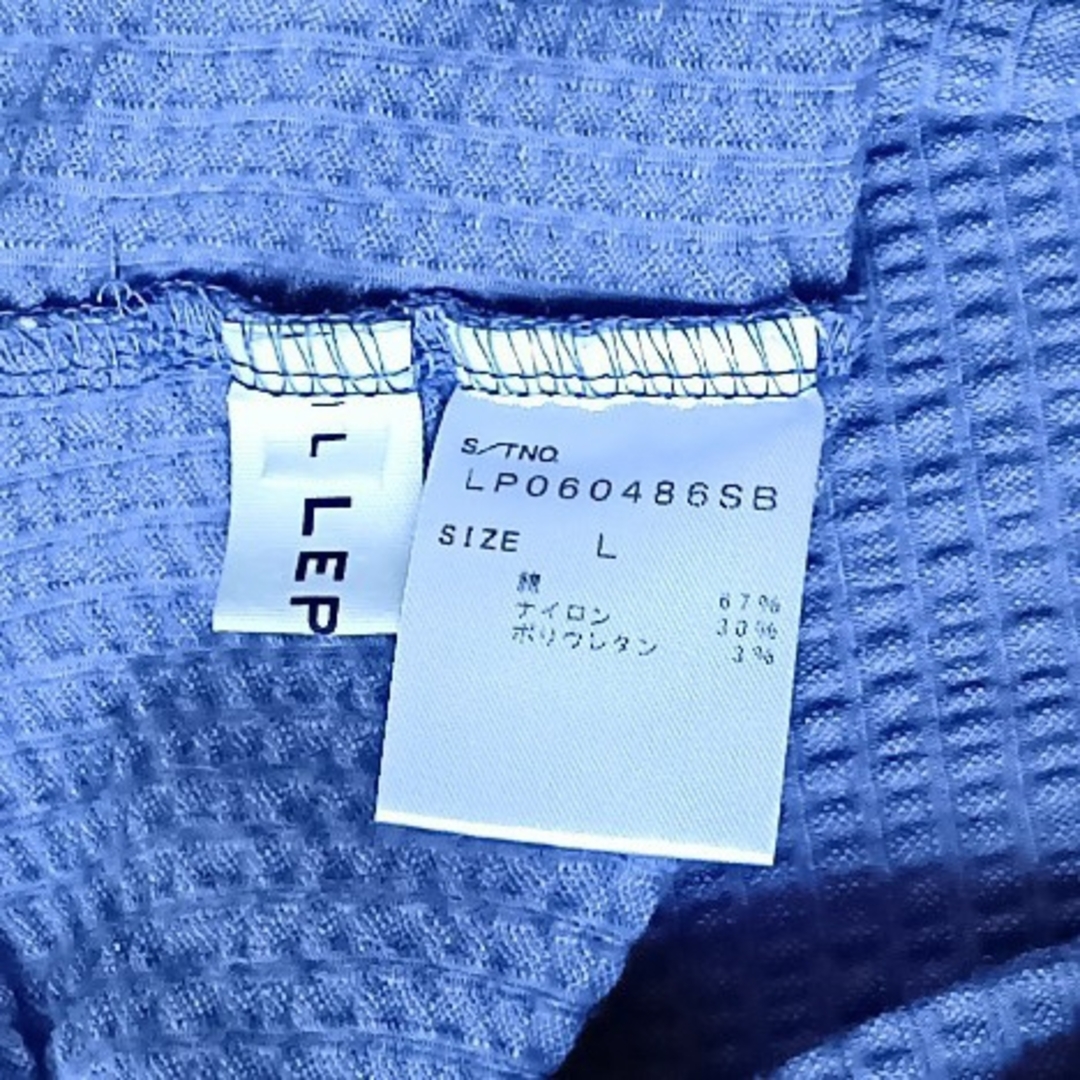 L LEP
S/TNO.
LP060486SB
SIZE L
綿 67%
ナイロン 30%
ポリウレタン 3%